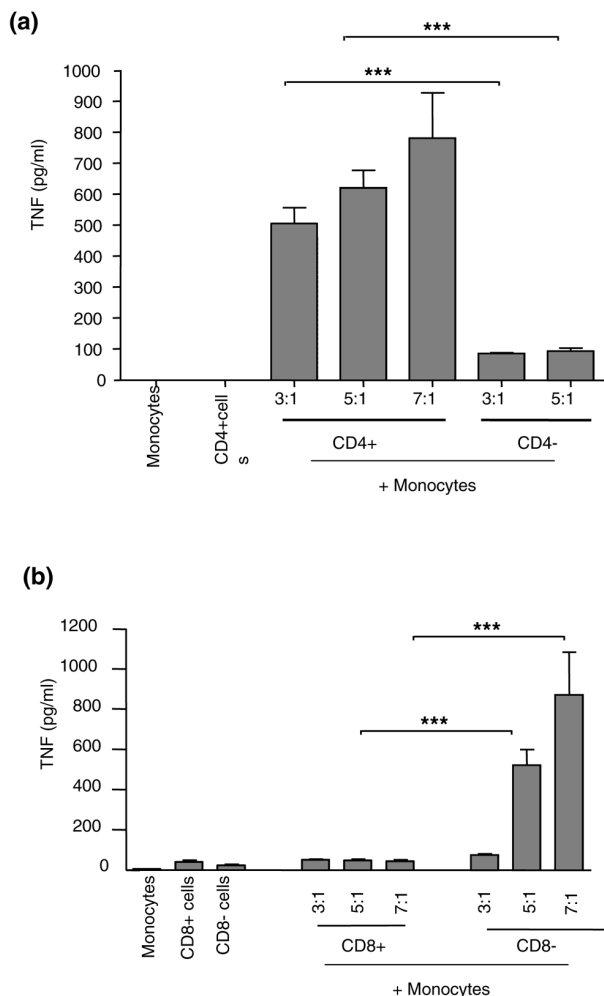 (a)
***
***
1000
900
800
700
600
500
400
300
200
100
0
TNF (pg/ml)
Monocytes
CD4+cell
s
3:1 5:1 7:1 3:1 5:1
CD4+ CD4-
+ Monocytes
(b)
***
***
1200
1000
800
600
400
200
0
TNF (pg/ml)
Monocytes
CD8+ cells
CD8- cells
3:1 5:1 7:1 3:1 5:1 7:1
CD8+ CD8-
+ Monocytes